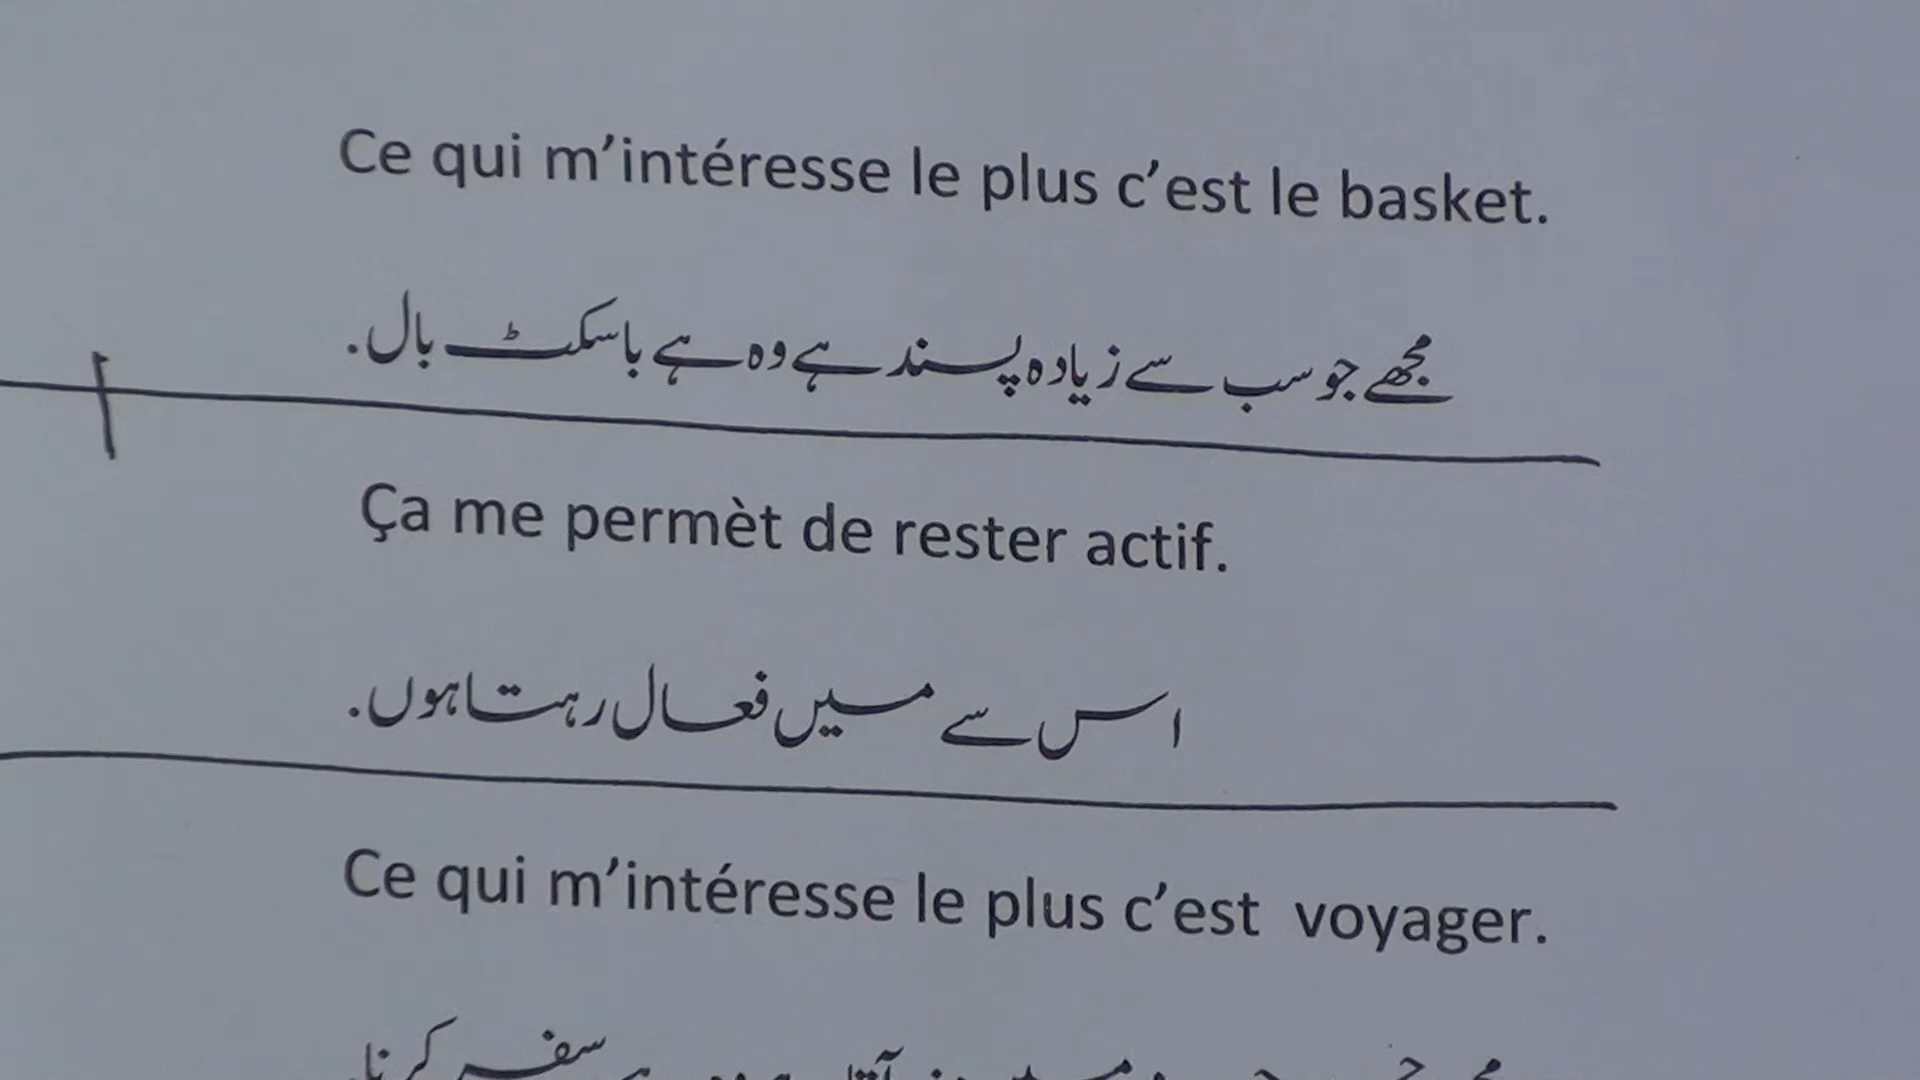 Ce qui m’intéresse le plus c’est le basket.
مجھے جو سب سے زیادہ پسند ہے وہ ہے باسکٹ بال.
Ça me permèt de rester actif.
اس سے میں فعال رہتا ہوں.
Ce qui m’intéresse le plus c’est voyager.
سفر کرنا